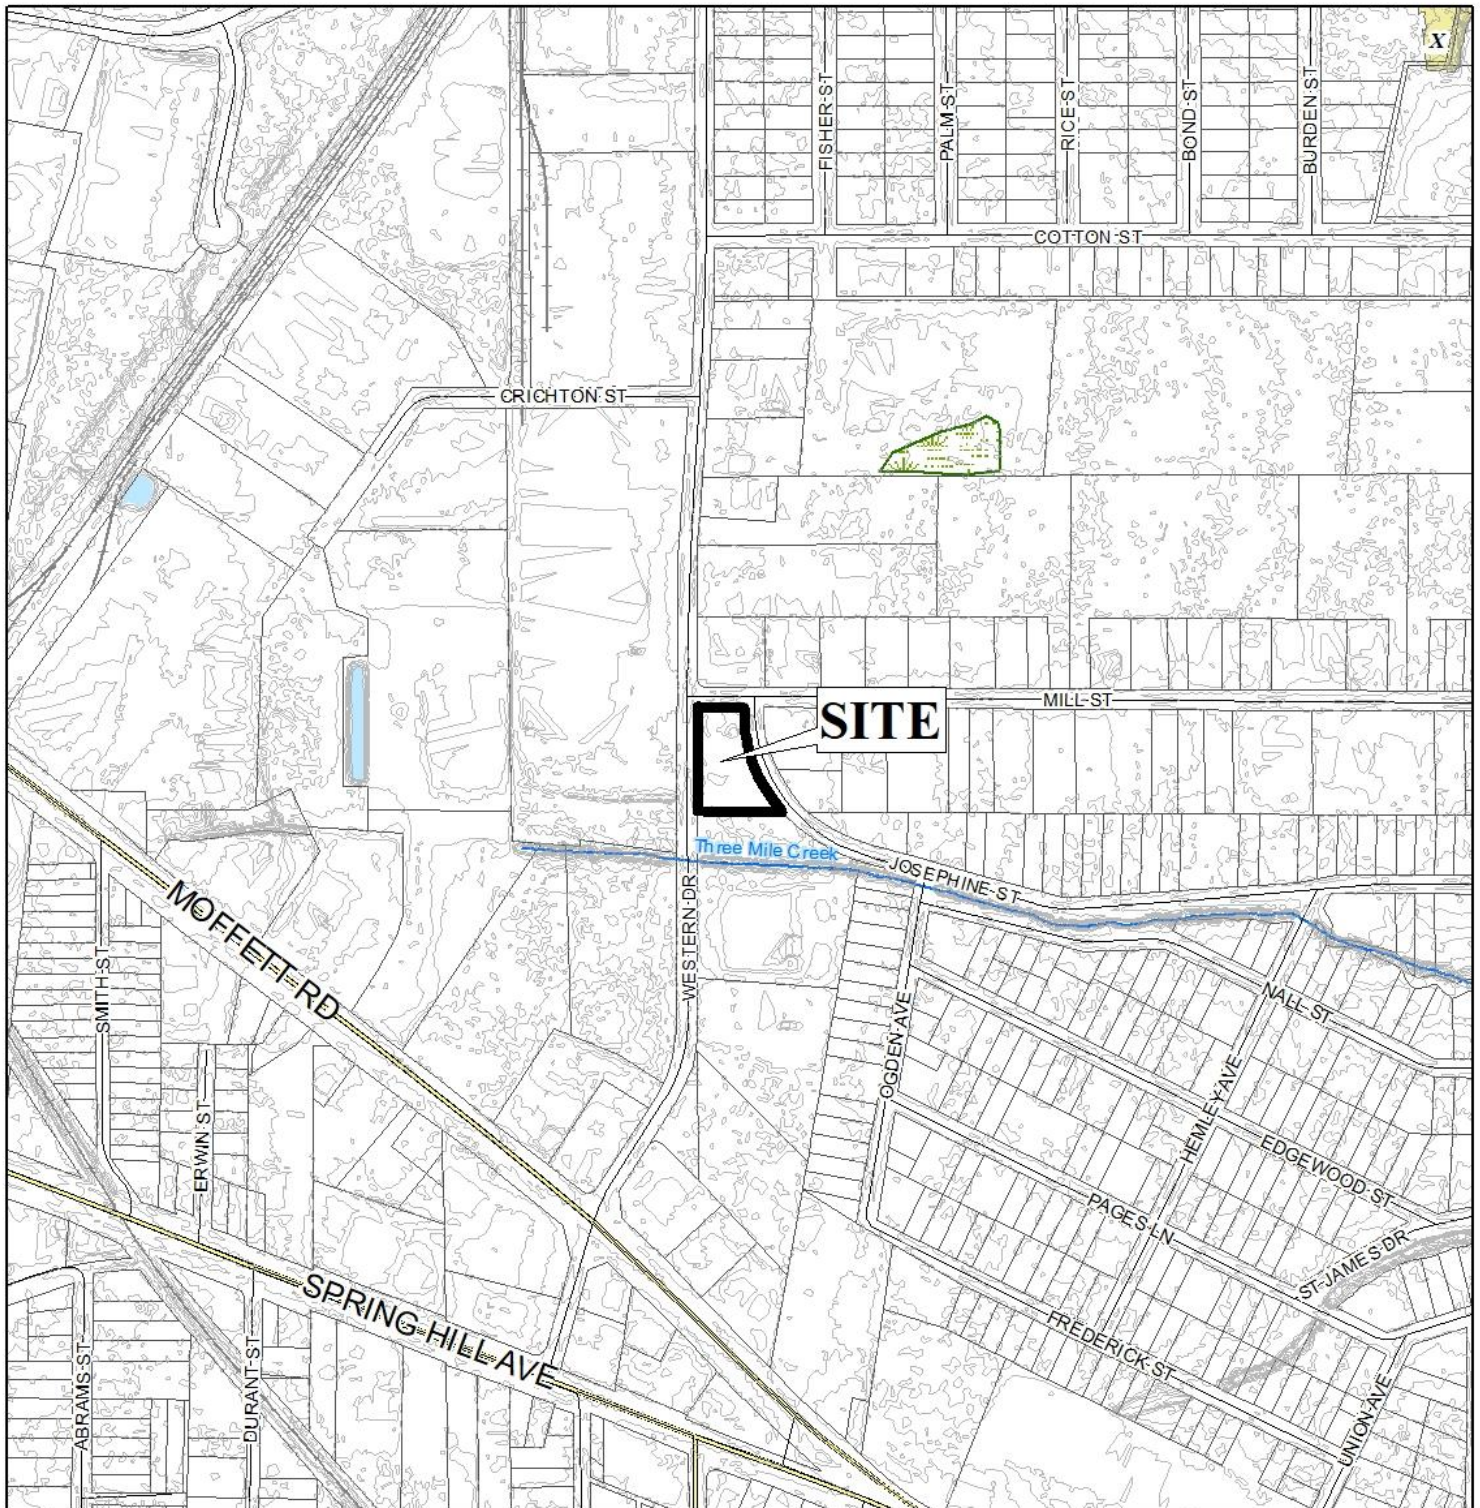 X
FISHER ST
PALM ST
RICE ST
BOND ST
BURDEN ST
COTTON ST
CRICHTON ST
MILL ST
SITE
Three Mile Creek
JOSEPHINE ST
MOFFETT RD
WESTERN DR
SMITH ST
OGDEN AVE
NALL ST
HEMLEY AVE
ERWIN ST
EDGEWOOD ST
PAGES LN
ST JAMES DR
SPRING HILL AVE
FREDERICK ST
ABRAMS ST
DURANT ST
UNION AVE